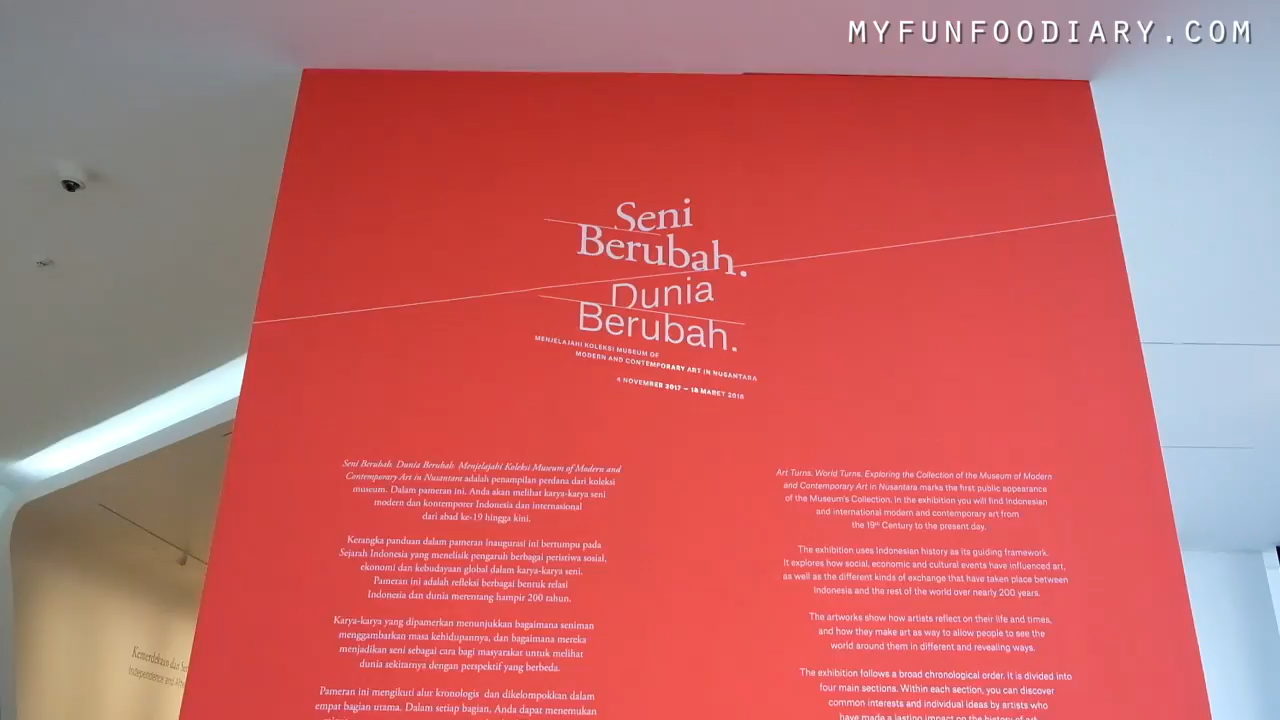 MYFUNFOODIARY.COM
Seni
Berubah.
Dunia
Berubah.
MENJELAJAHI KOLEKSI MUSEUM OF
MODERN AND CONTEMPORARY ART IN NUSANTARA
4 NOVEMBER 2017 – 18 MARET 2018
Seni Berubah. Dunia Berubah. Menjelajahi Koleksi Museum of Modern and
Contemporary Art in Nusantara adalah penampilan perdana dari koleksi
museum. Dalam pameran ini, Anda akan melihat karya-karya seni
modern dan kontemporer Indonesia dan internasional
dari abad ke-19 hingga kini.
Kerangka panduan dalam pameran inaugurasi ini bertumpu pada
Sejarah Indonesia yang menelisik pengaruh berbagai peristiwa sosial,
ekonomi dan kebudayaan global dalam karya-karya seni.
Pameran ini adalah refleksi berbagai bentuk relasi
Indonesia dan dunia merentang hampir 200 tahun.
Karya-karya yang dipamerkan menunjukkan bagaimana seniman
menggambarkan masa kehidupannya, dan bagaimana mereka
menjadikan seni sebagai cara bagi masyarakat untuk melihat
dunia sekitarnya dengan perspektif yang berbeda.
Pameran ini mengikuti alur kronologis dan dikelompokkan dalam
empat bagian utama. Dalam setiap bagian, Anda dapat menemukan
Art Turns. World Turns. Exploring the Collection of the Museum of Modern
and Contemporary Art in Nusantara marks the first public appearance
of the Museum's Collection. In the exhibition you will find Indonesian
and international modern and contemporary art from
the 19th Century to the present day.
The exhibition uses Indonesian history as its guiding framework.
It explores how social, economic and cultural events have influenced art,
as well as the different kinds of exchange that have taken place between
Indonesia and the rest of the world over nearly 200 years.
The artworks show how artists reflect on their life and times,
and how they make art as way to allow people to see the
world around them in different and revealing ways.
The exhibition follows a broad chronological order. It is divided into
four main sections. Within each section, you can discover
common interests and individual ideas by artists who
have made a lasting impact on the history of art
Kemerdekaan dan
Independence and